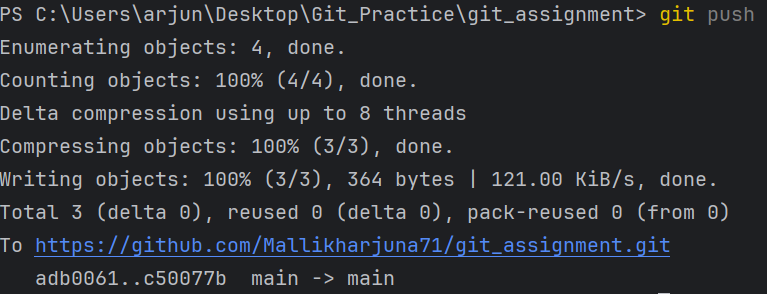 PS C:\Users\arjun\Desktop\Git_Practice\git_assignment> git push
Enumerating objects: 4, done.
Counting objects: 100% (4/4), done.
Delta compression using up to 8 threads
Compressing objects: 100% (3/3), done.
Writing objects: 100% (3/3), 364 bytes | 121.00 KiB/s, done.
Total 3 (delta 0), reused 0 (delta 0), pack-reused 0 (from 0)
To https://github.com/Mallikharjuna71/git_assignment.git
   adb0061..c50077b  main -> main